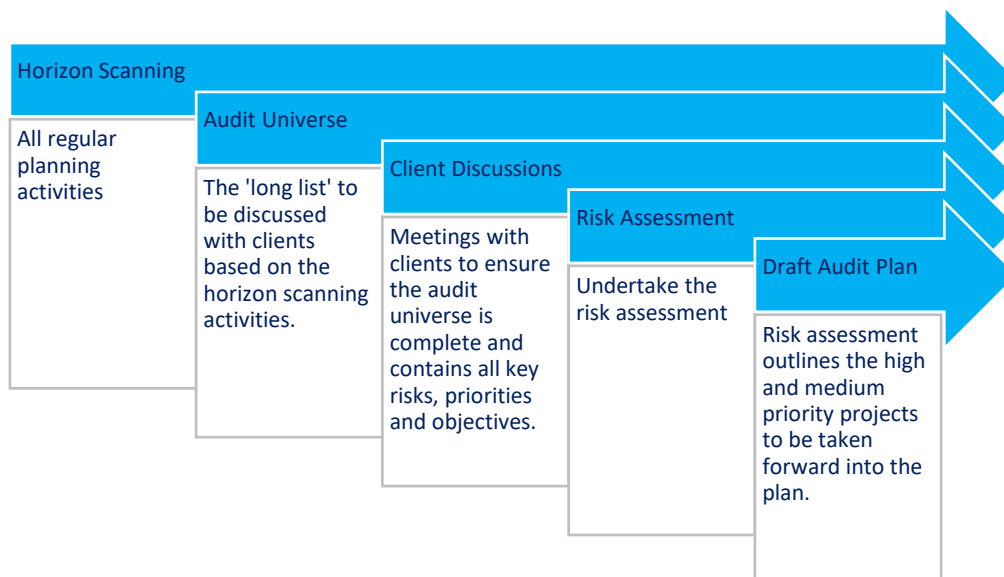 Horizon Scanning
All regular
planning
activities
Audit Universe
The 'long list' to
be discussed
with clients
based on the
horizon scanning
activities.
Client Discussions
Meetings with
clients to ensure
the audit
universe is
complete and
contains all key
risks, priorities
and objectives.
Risk Assessment
Undertake the
risk assessment
Draft Audit Plan
Risk assessment
outlines the high
and medium
priority projects
to be taken
forward into the
plan.